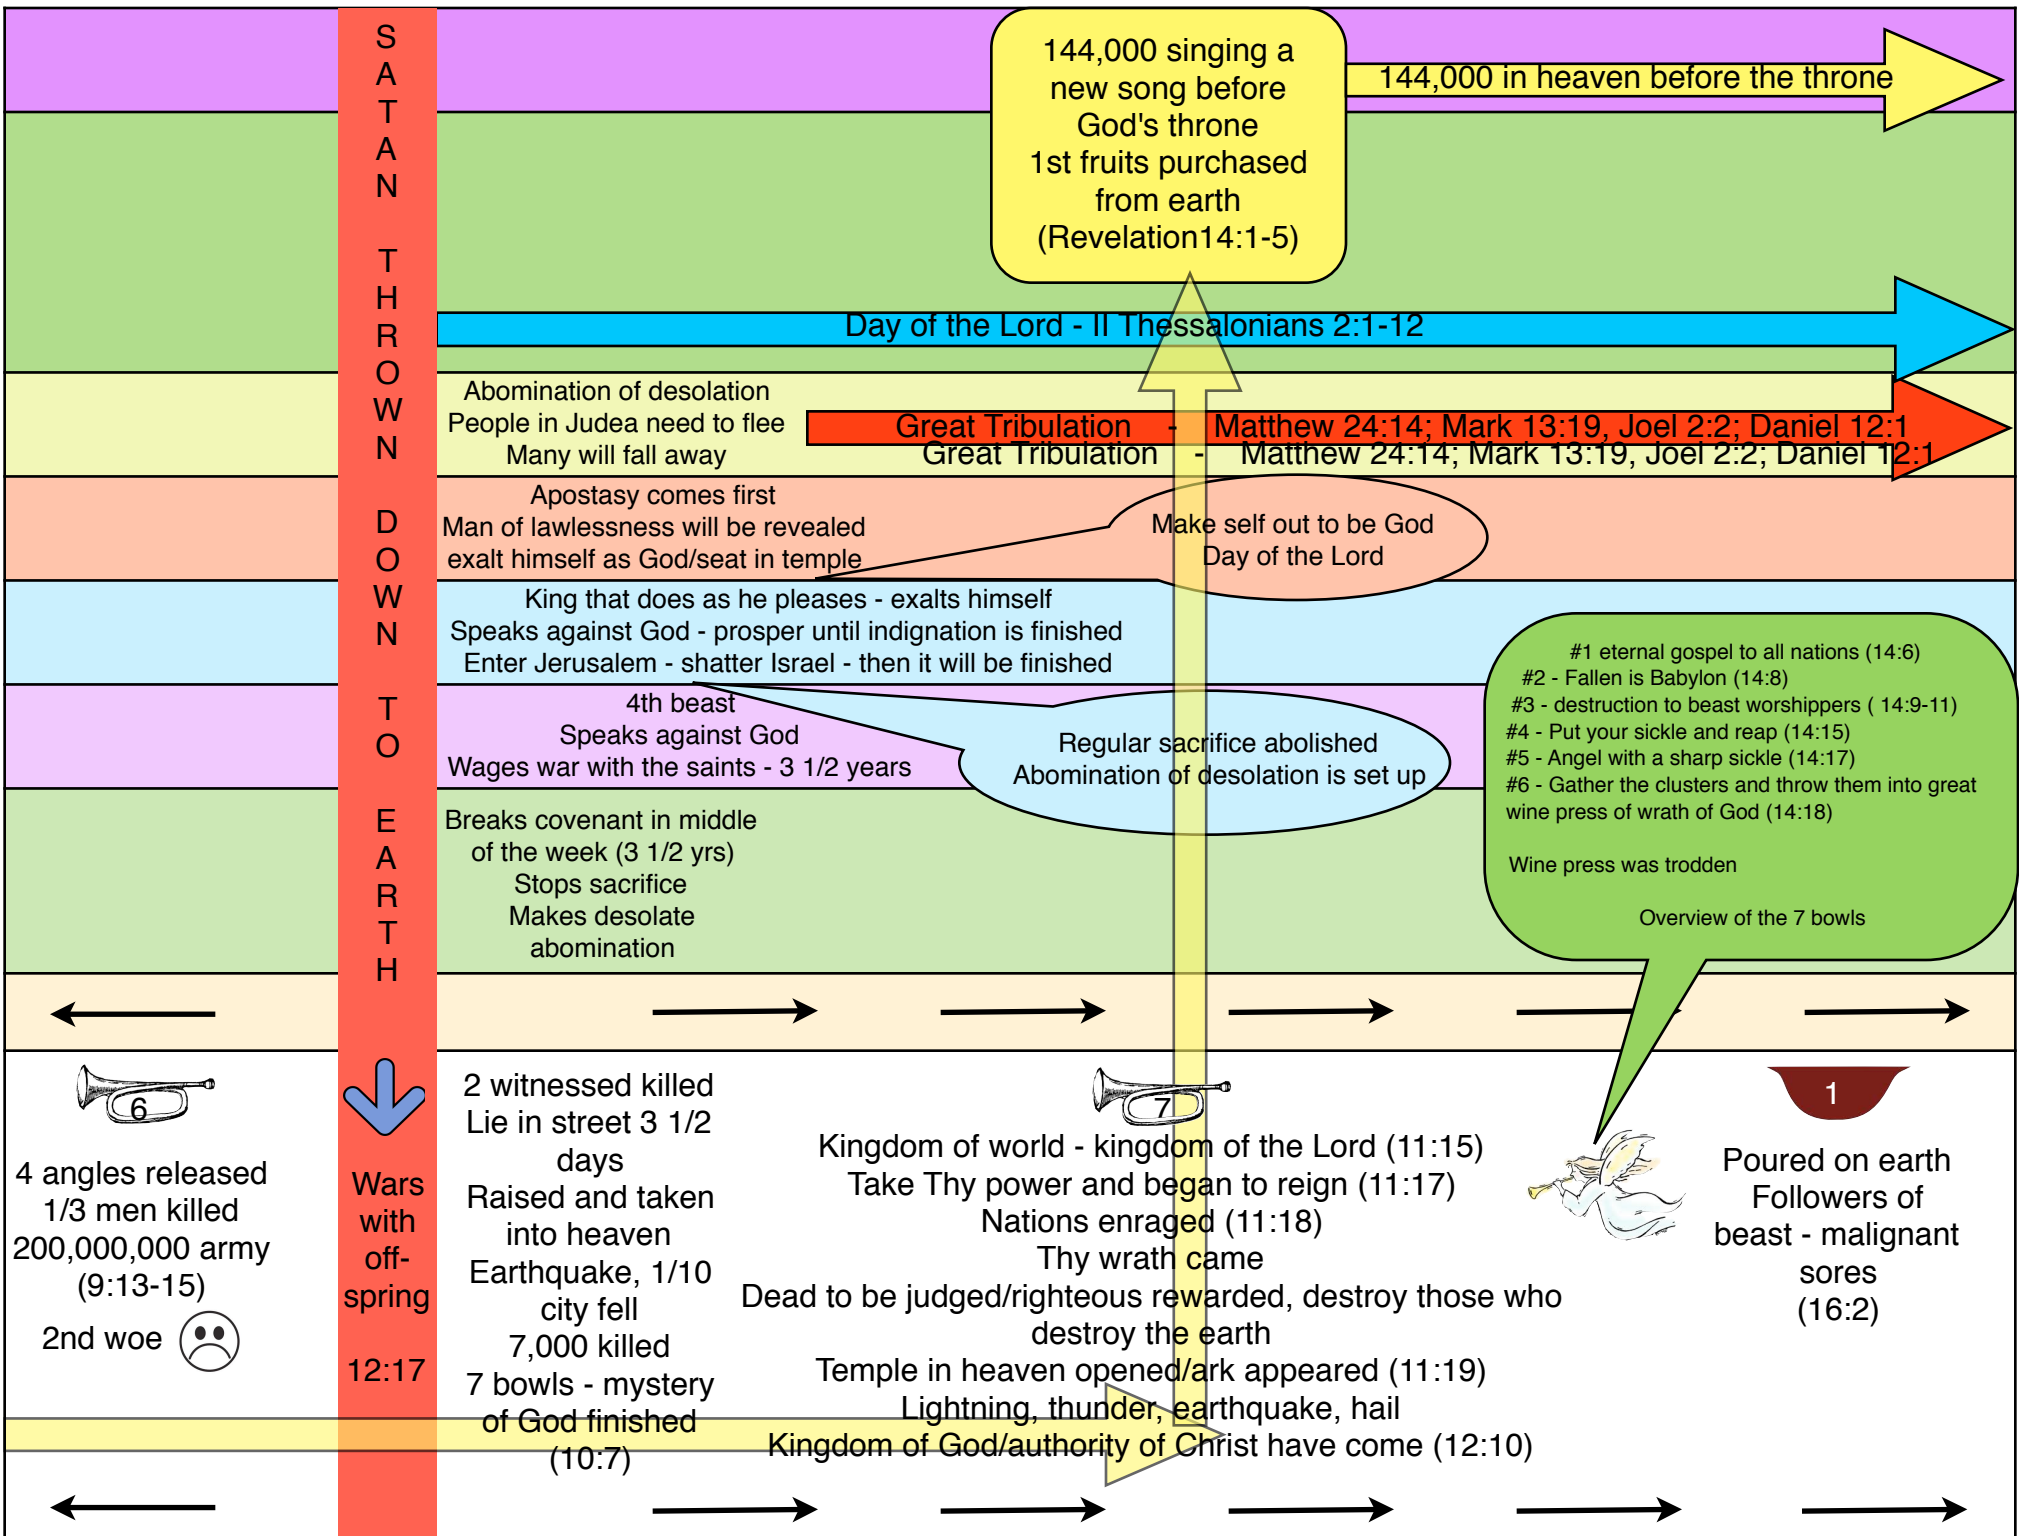 SATAN THROWN DOWN TO EARTH
144,000 singing a
new song before
God's throne
1st fruits purchased
from earth
(Revelation14:1-5)
144,000 in heaven before the throne
Day of the Lord - II Thessalonians 2:1-12
Abomination of desolation
People in Judea need to flee
Many will fall away
Great Tribulation - Matthew 24:14; Mark 13:19, Joel 2:2; Daniel 12:1
Great Tribulation - Matthew 24:14; Mark 13:19, Joel 2:2; Daniel 12:1
Apostasy comes first
Man of lawlessness will be revealed
exalt himself as God/seat in temple
Make self out to be God
Day of the Lord
King that does as he pleases - exalts himself
Speaks against God - prosper until indignation is finished
Enter Jerusalem - shatter Israel - then it will be finished
4th beast
Speaks against God
Wages war with the saints - 3 1/2 years
Regular sacrifice abolished
Abomination of desolation is set up
Breaks covenant in middle
of the week (3 1/2 yrs)
Stops sacrifice
Makes desolate
abomination
#1 eternal gospel to all nations (14:6)
#2 - Fallen is Babylon (14:8)
#3 - destruction to beast worshippers ( 14:9-11)
#4 - Put your sickle and reap (14:15)
#5 - Angel with a sharp sickle (14:17)
#6 - Gather the clusters and throw them into great
wine press of wrath of God (14:18)
Wine press was trodden
Overview of the 7 bowls
6
4 angles released
1/3 men killed
200,000,000 army
(9:13-15)
2nd woe
Wars
with
off-
spring
12:17
2 witnessed killed
Lie in street 3 1/2
days
Raised and taken
into heaven
Earthquake, 1/10
city fell
7,000 killed
7 bowls - mystery
of God finished
(10:7)
7
Kingdom of world - kingdom of the Lord (11:15)
Take Thy power and began to reign (11:17)
Nations enraged (11:18)
Thy wrath came
Dead to be judged/righteous rewarded, destroy those who
destroy the earth
Temple in heaven opened/ark appeared (11:19)
Lightning, thunder, earthquake, hail
Kingdom of God/authority of Christ have come (12:10)
1
Poured on earth
Followers of
beast - malignant
sores
(16:2)